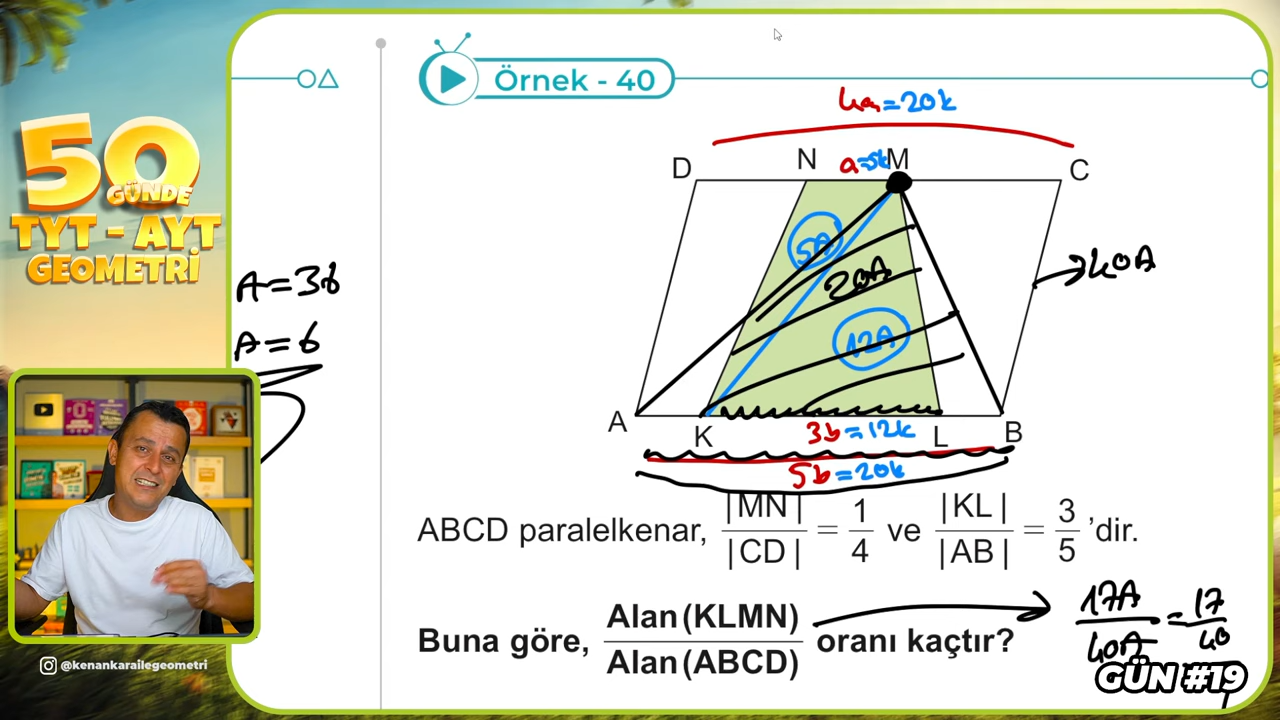 50
GÜNDE
TYT - AYT
GEOMETRİ
A=36
A=6
@kenankarailegeometri
Örnek - 40
4a=20k
D N a=5k M C
5A
20A
12A
40A
A K 3b=12k L B
5b=20k
ABCD paralelkenar, |MN| / |CD| = 1 / 4 ve |KL| / |AB| = 3 / 5 'dir.
Buna göre, Alan(KLMN) / Alan(ABCD) oranı kaçtır?
17A / 40A = 17 / 40
GÜN #19